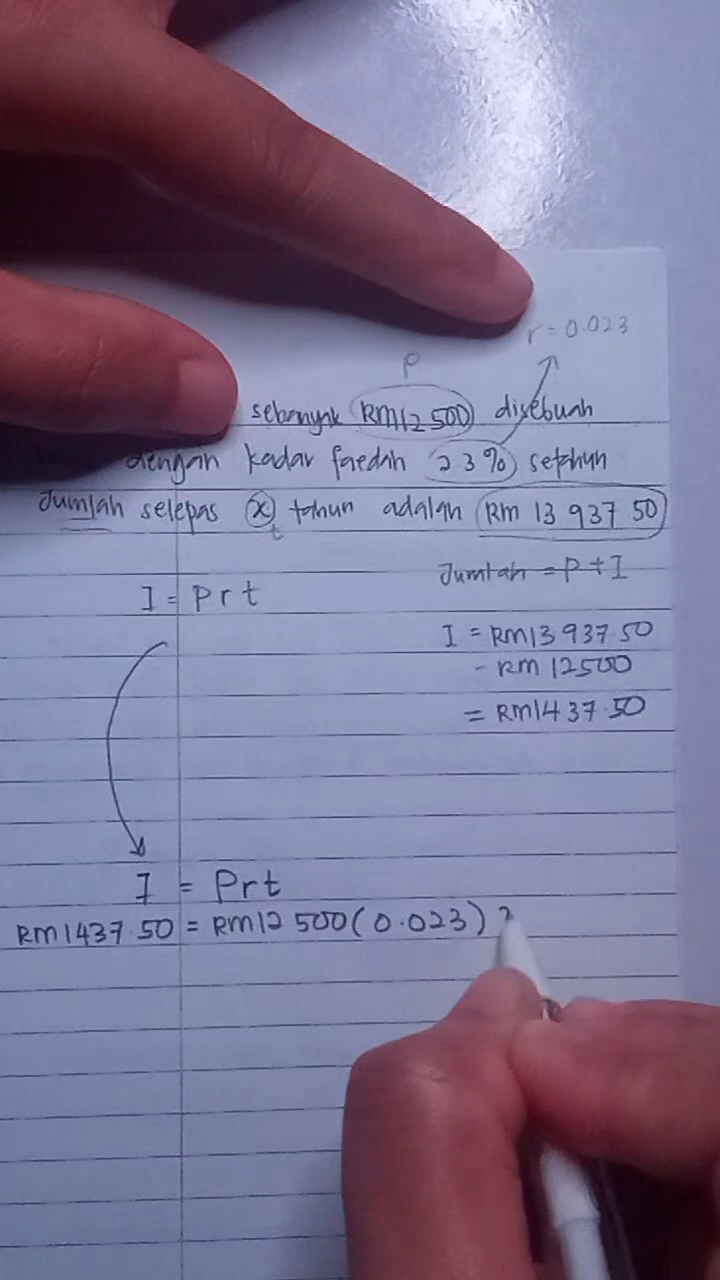 r = 0.023
P
sebanyak RM12 500 disebuah
dengan kadar faedah 2 3% setahun
Jumlah selepas x tahun adalah RM 13 937 50
t
I = Prt
Jumlah = P + I
I = RM13 937.50
- RM 12500
= RM1437.50
I = Prt
RM1437.50 = RM12 500(0.023)